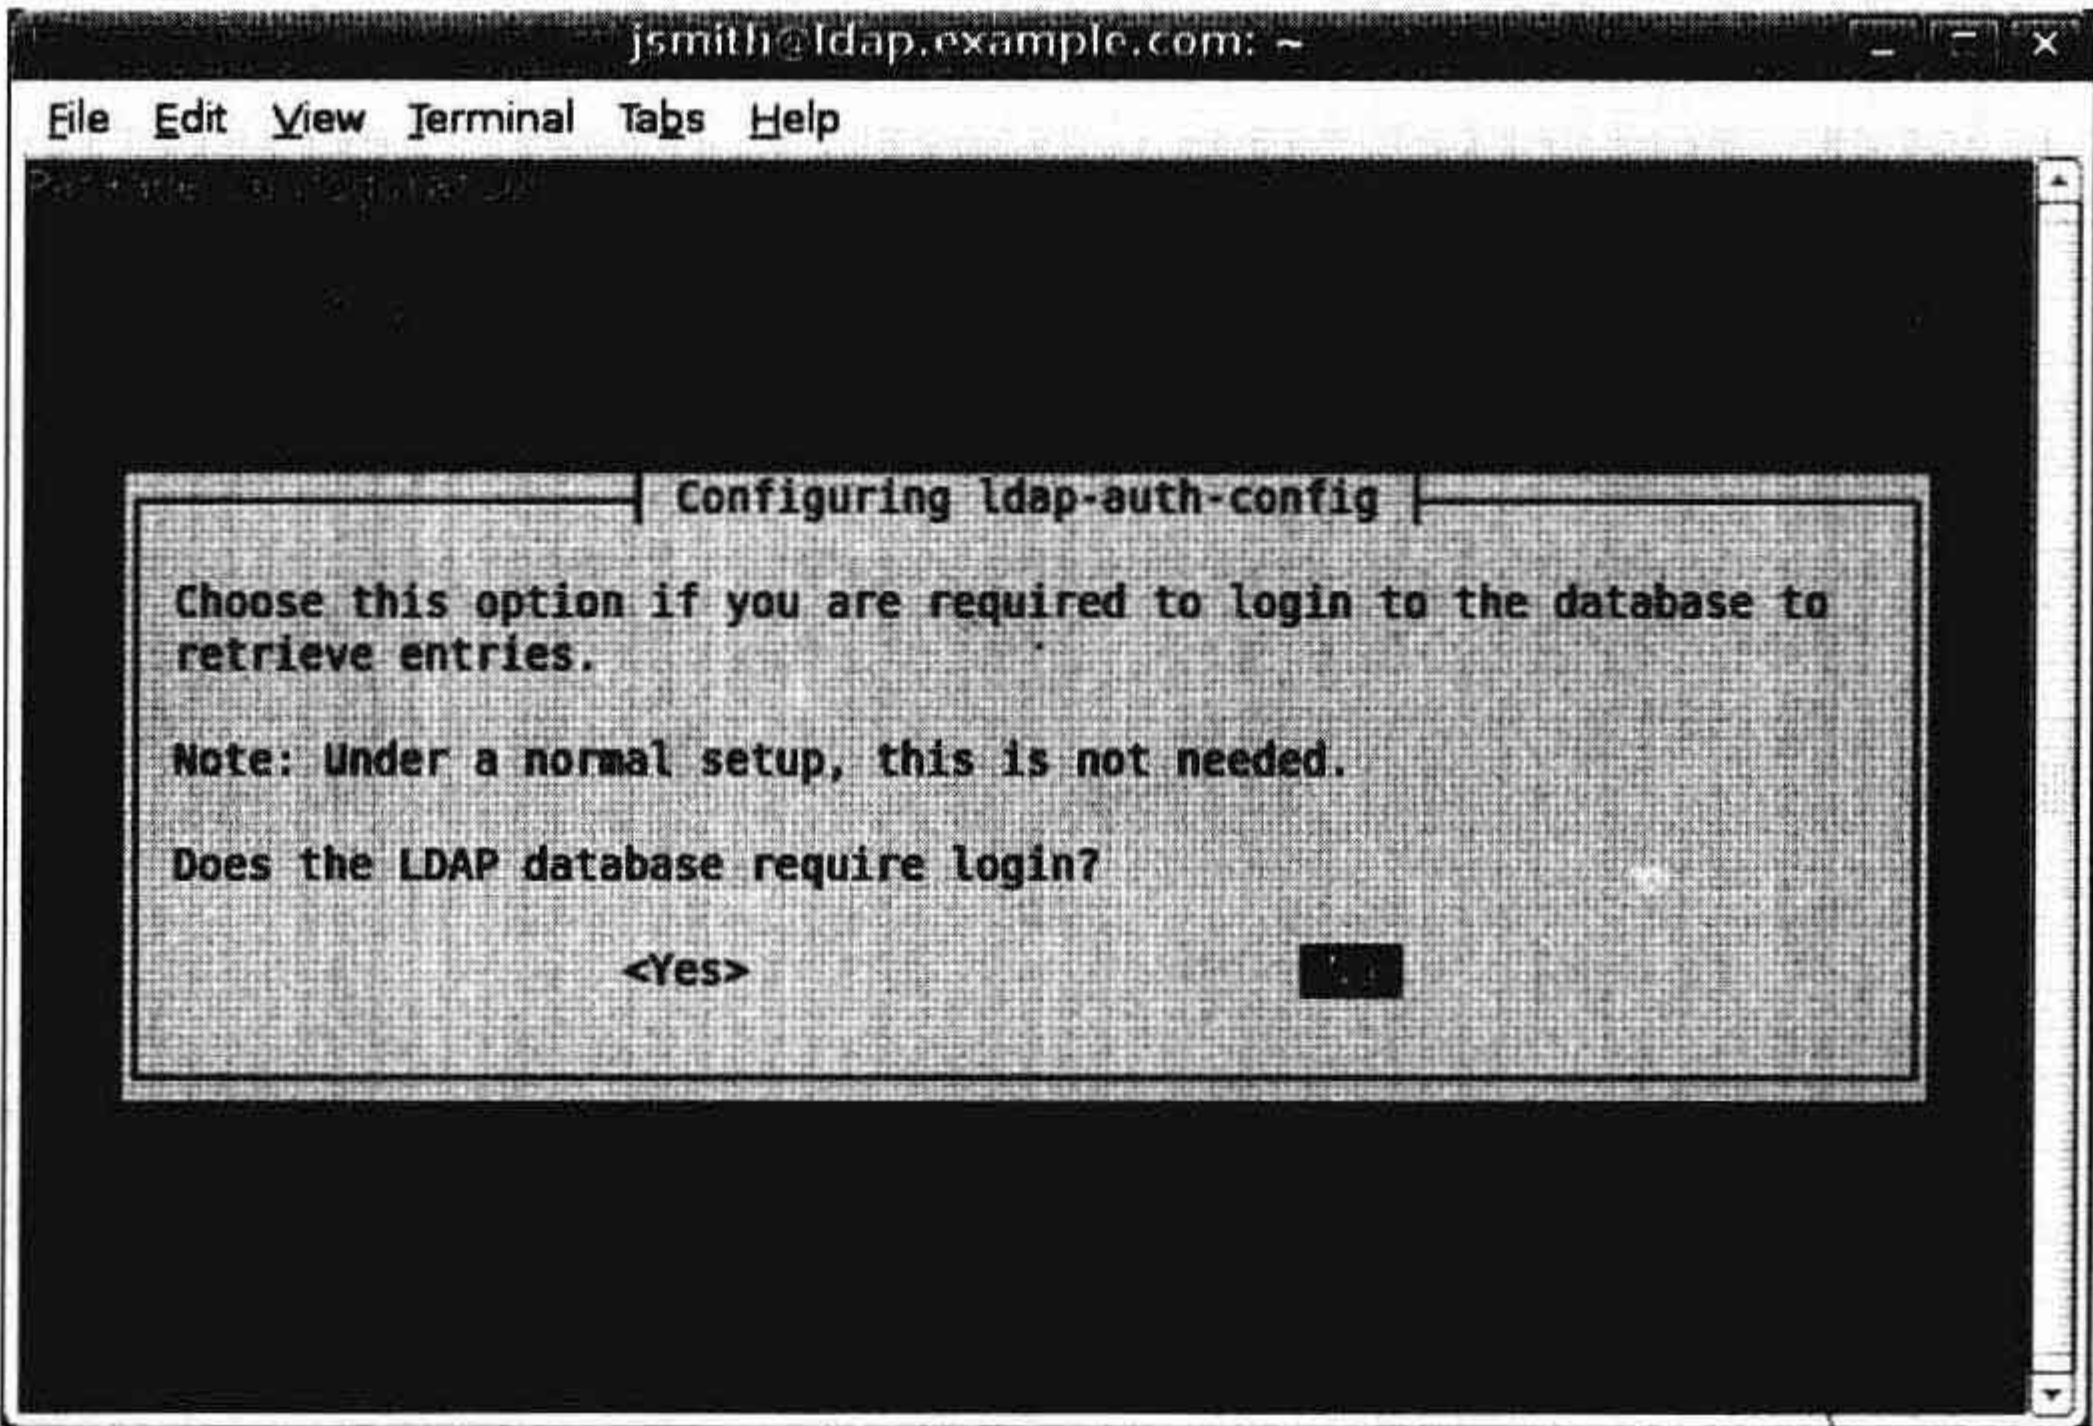 jsmith@ldap.example.com: ~
File Edit View Terminal Tabs Help
Configuring ldap-auth-config
Choose this option if you are required to login to the database to
retrieve entries.
Note: Under a normal setup, this is not needed.
Does the LDAP database require login?
<Yes>